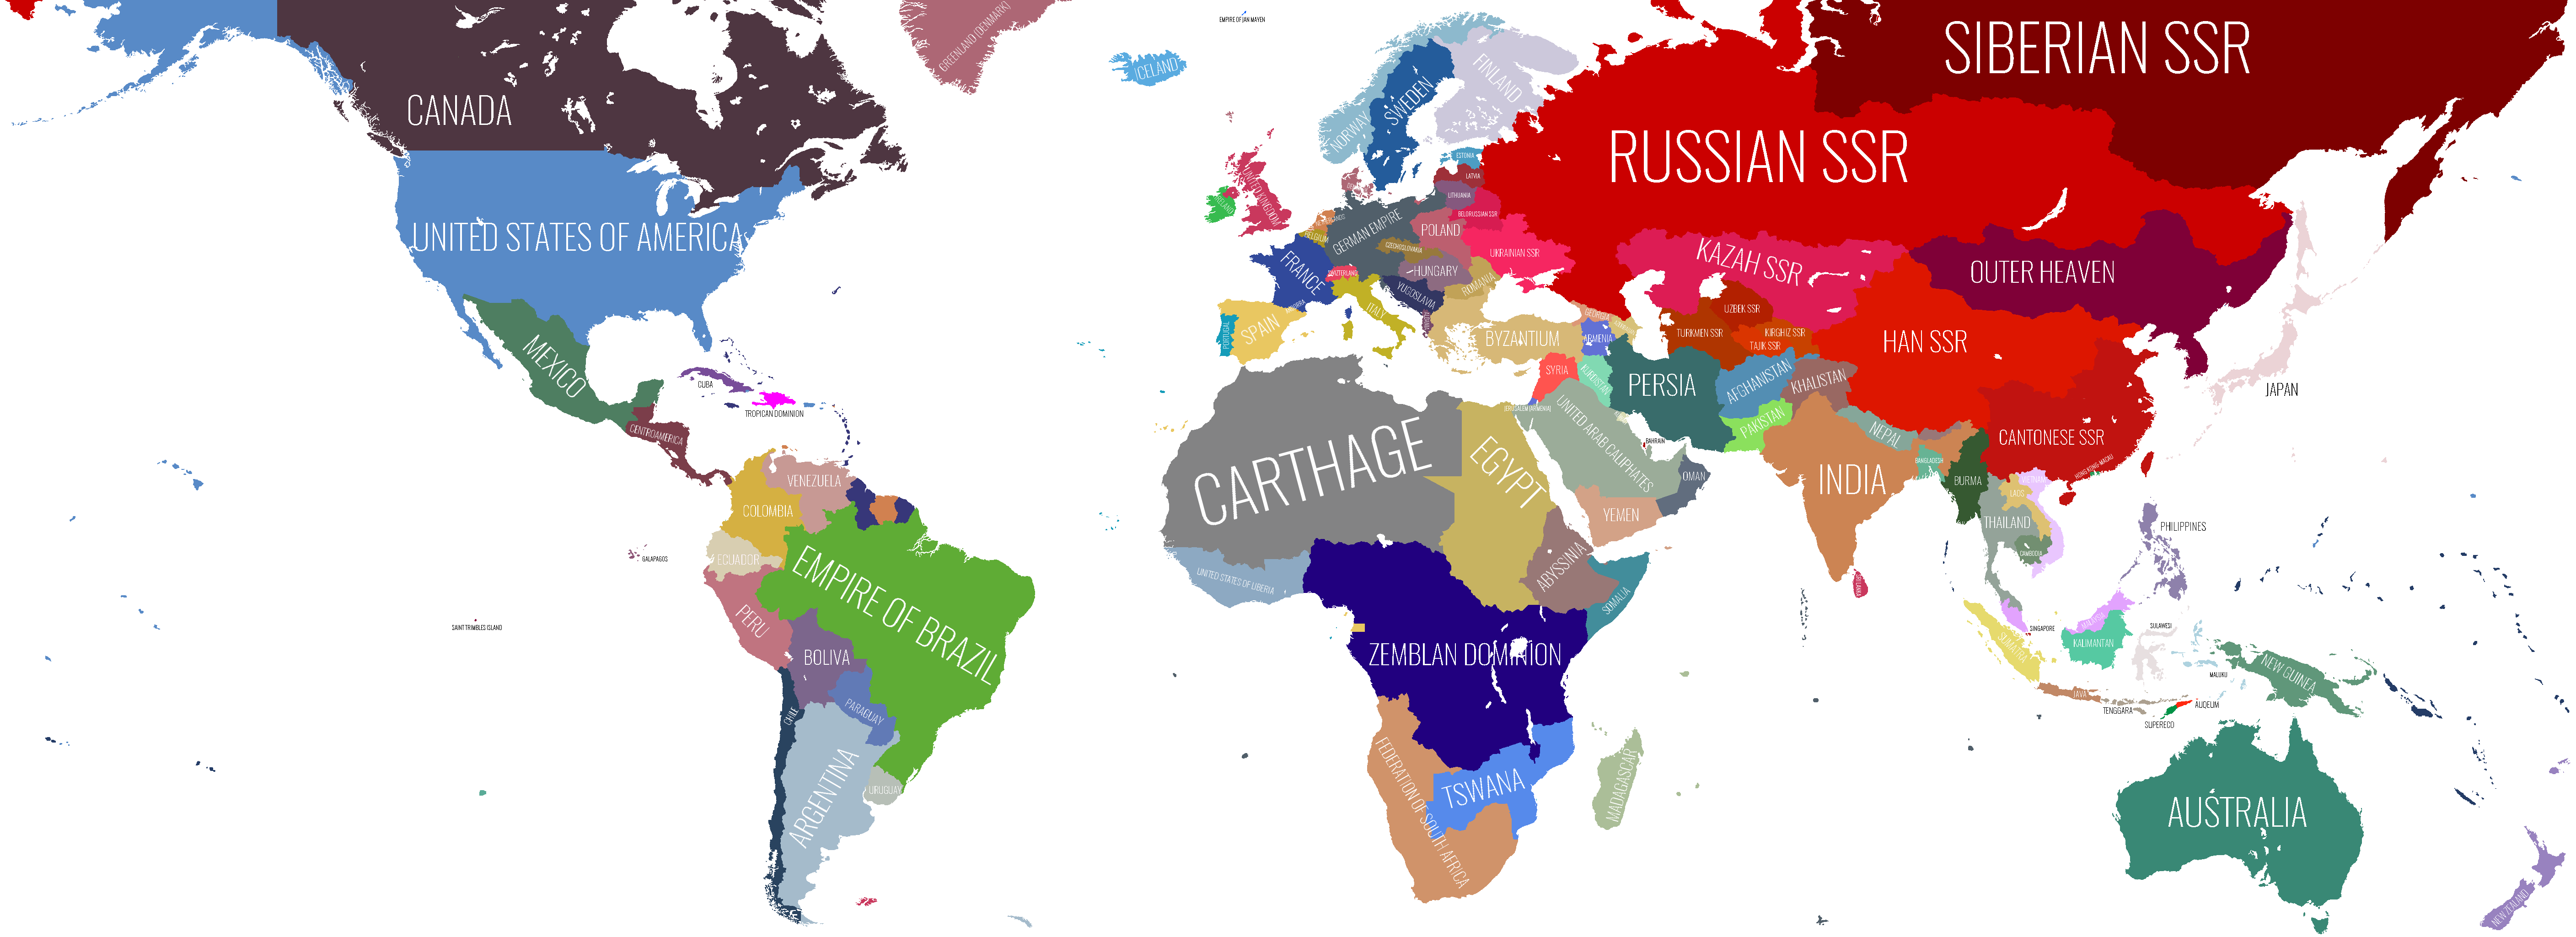 EMPIRE OF JAN MAYEN
GREENLAND (DENMARK)
ICELAND
SIBERIAN SSR
CANADA
NORWAY
SWEDEN
FINLAND
RUSSIAN SSR
ESTONIA
LATVIA
LITHUANIA
BELORUSSIAN SSR
IRELAND
UNITED KINGDOM
BELGIUM
GERMAN EMPIRE
POLAND
UNITED STATES OF AMERICA
CZECHOSLOVAKIA
UKRAINIAN SSR
KAZAH SSR
OUTER HEAVEN
FRANCE
SWITZERLAND
HUNGARY
ROMANIA
YUGOSLAVIA
ITALY
PORTUGAL
SPAIN
BYZANTIUM
ARMENIA
UZBEK SSR
TURKMEN SSR
KIRGHIZ SSR
TAJIK SSR
HAN SSR
JAPAN
MEXICO
CUBA
TROPICAN DOMINION
CENTROAMERICA
SYRIA
KURDISTAN
PERSIA
AFGHANISTAN
KHALISTAN
PAKISTAN
JERUSALEM (ARMENIA)
UNITED ARAB CALIPHATES
BAHRAIN
CARTHAGE
EGYPT
OMAN
YEMEN
NEPAL
INDIA
BANGLADESH
BURMA
CANTONESE SSR
HONG KONG-MACAU
LAOS
VIETNAM
THAILAND
CAMBODIA
PHILIPPINES
VENEZUELA
COLOMBIA
ECUADOR
GALAPAGOS
EMPIRE OF BRAZIL
PERU
SAINT TRIMBLES ISLAND
BOLIVA
PARAGUAY
CHILE
ARGENTINA
URUGUAY
UNITED STATES OF LIBERIA
ABYSSINIA
SOMALIA
ZEMBLAN DOMINION
FEDERATION OF SOUTH AFRICA
TSWANA
MADAGASCAR
SRI LANKA
SINGAPORE
MALAYSIA
SUMATRA
KALIMANTAN
SULAWESI
MALUKU
NEW GUINEA
JAVA
TENGGARA
AUDEUM
SUPERECO
AUSTRALIA
NEW ZEALAND